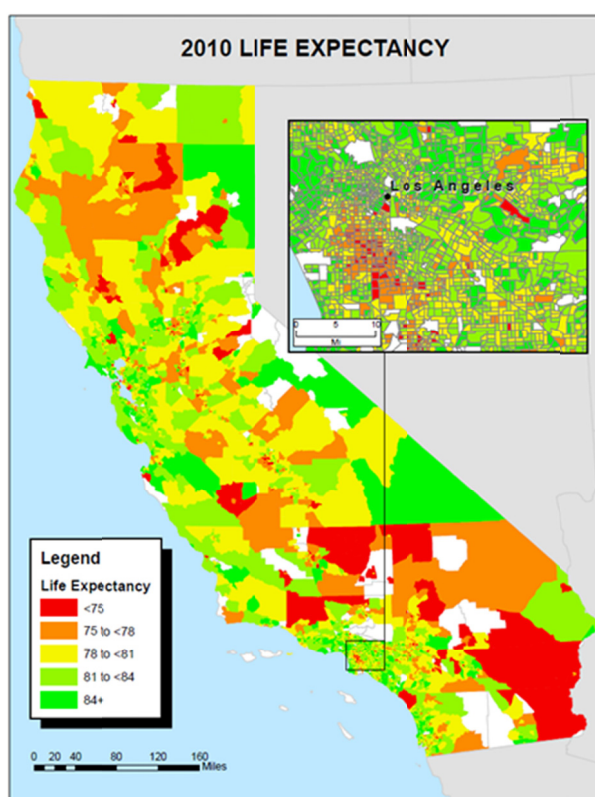 2010 LIFE EXPECTANCY
Los Angeles
0 5 10
Mi
Legend
Life Expectancy
<75
75 to <78
78 to <81
81 to <84
84+
0 20 40 80 120 160
Miles